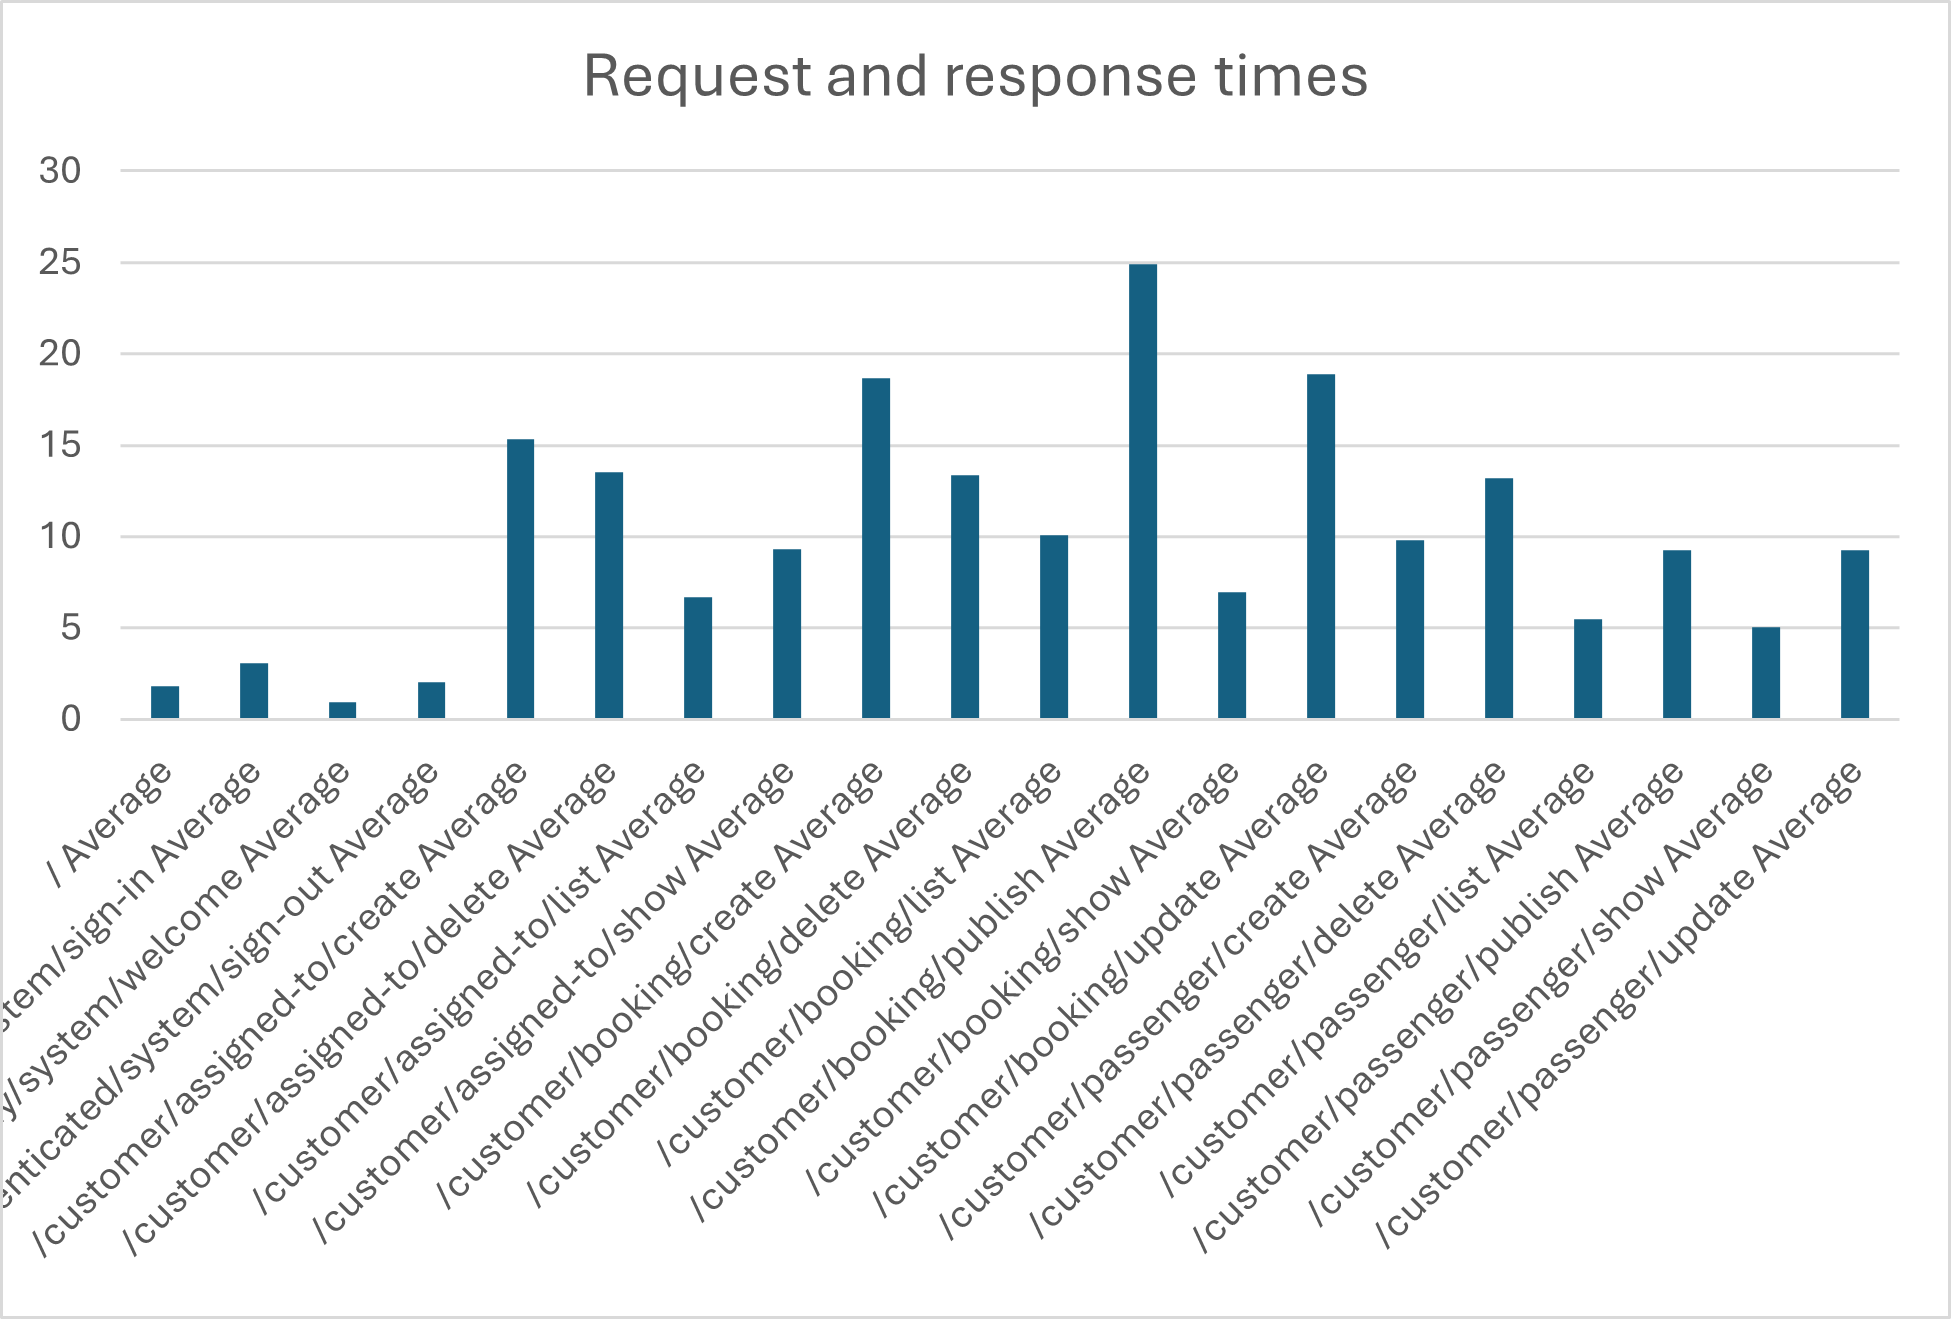 Request and response times
30
25
20
15
10
5
0
/ Average
stem/sign-in Average
y/system/welcome Average
enticated/system/sign-out Average
/customer/assigned-to/create Average
/customer/assigned-to/delete Average
/customer/assigned-to/list Average
/customer/assigned-to/show Average
/customer/booking/create Average
/customer/booking/delete Average
/customer/booking/list Average
/customer/booking/publish Average
/customer/booking/show Average
/customer/booking/update Average
/customer/passenger/create Average
/customer/passenger/delete Average
/customer/passenger/list Average
/customer/passenger/publish Average
/customer/passenger/show Average
/customer/passenger/update Average